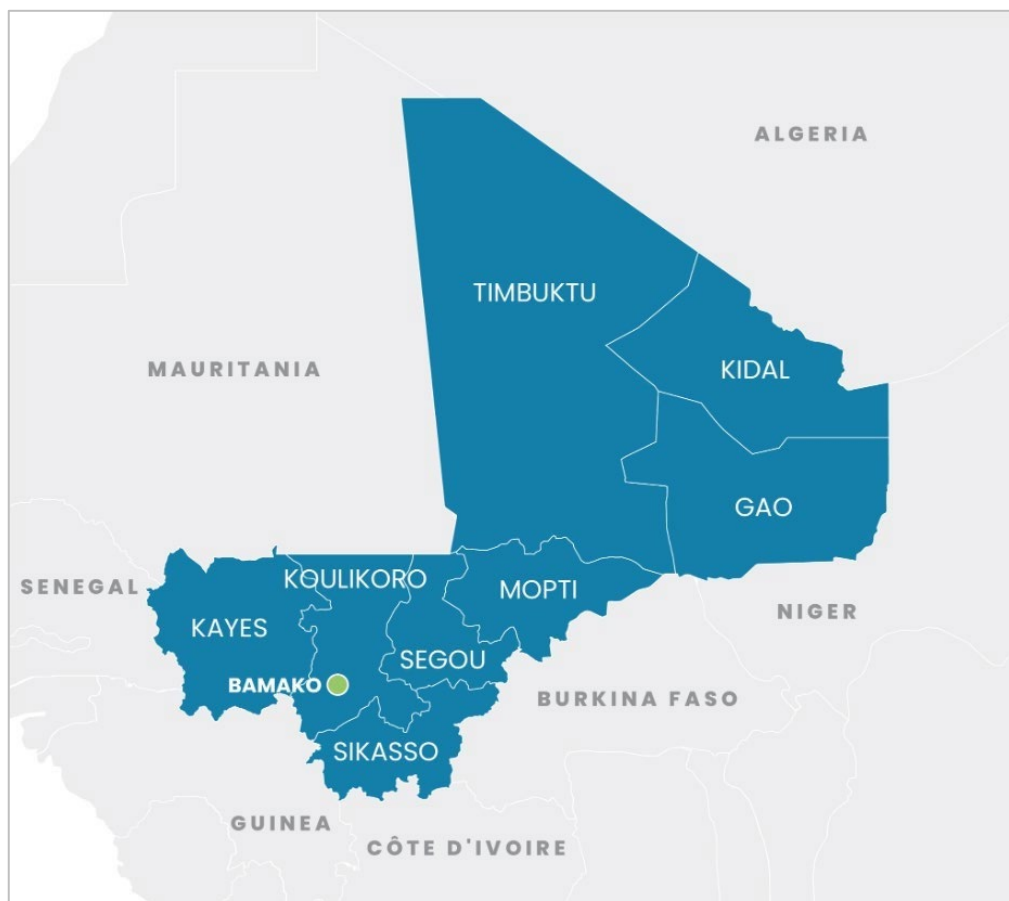 ALGERIA
TIMBUKTU
MAURITANIA
KIDAL
GAO
KOULIKORO
SENEGAL
MOPTI
NIGER
KAYES
SEGOU
BAMAKO
BURKINA FASO
SIKASSO
GUINEA
CÔTE D'IVOIRE